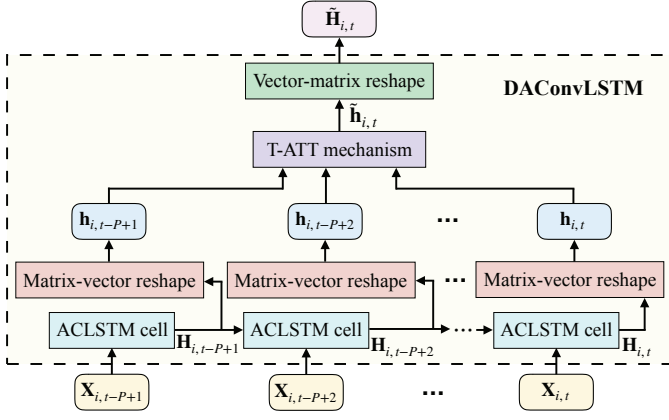 H̃i,t
Vector-matrix reshape
DAConvLSTM
h̃i,t
T-ATT mechanism
hi,t−P+1
hi,t−P+2
...
hi,t
Matrix-vector reshape
Matrix-vector reshape
...
Matrix-vector reshape
ACLSTM cell
Hi,t−P+1
ACLSTM cell
Hi,t−P+2
...
ACLSTM cell
Hi,t
Xi,t−P+1
Xi,t−P+2
...
Xi,t